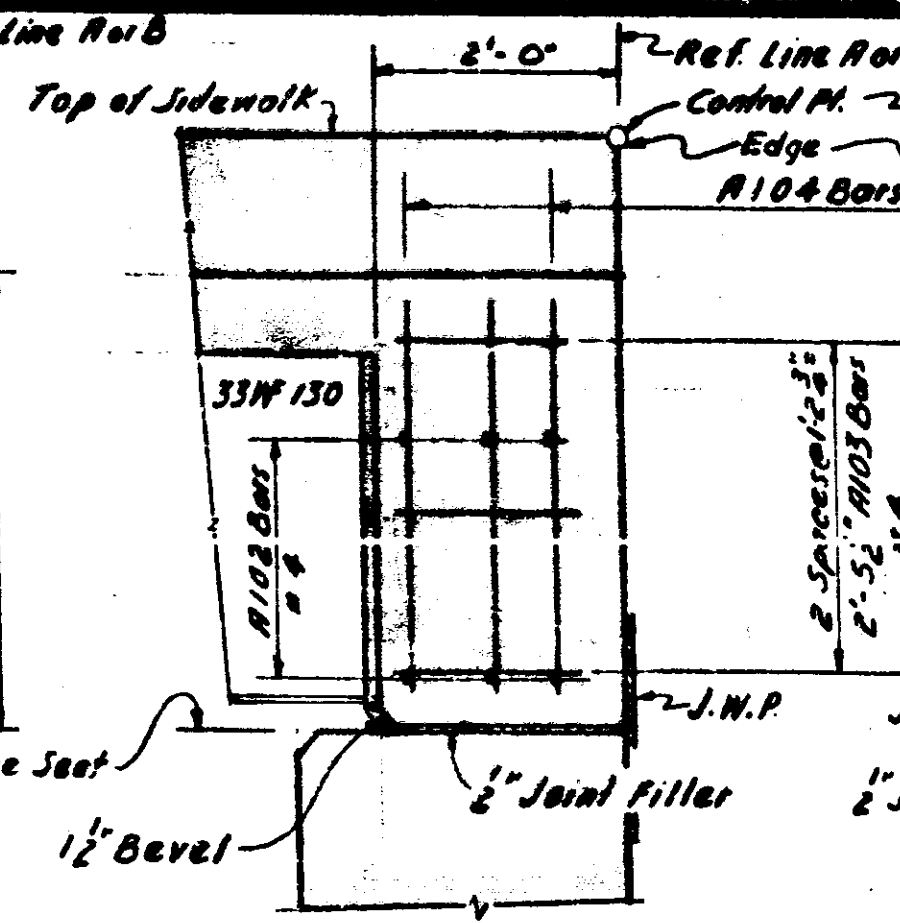 Line A or B
2'-0"
Ref. Line A or
Top of Sidewalk
Control Pt.
Edge
A104 Bars
33WF 130
A102 Bars
2 Spaces @ 1'-2 3/4"
2'-5 1/2" A103 Bars
J.W.P.
e Seat
1/2" Joint Filler
1/2"
1 1/2" Bevel